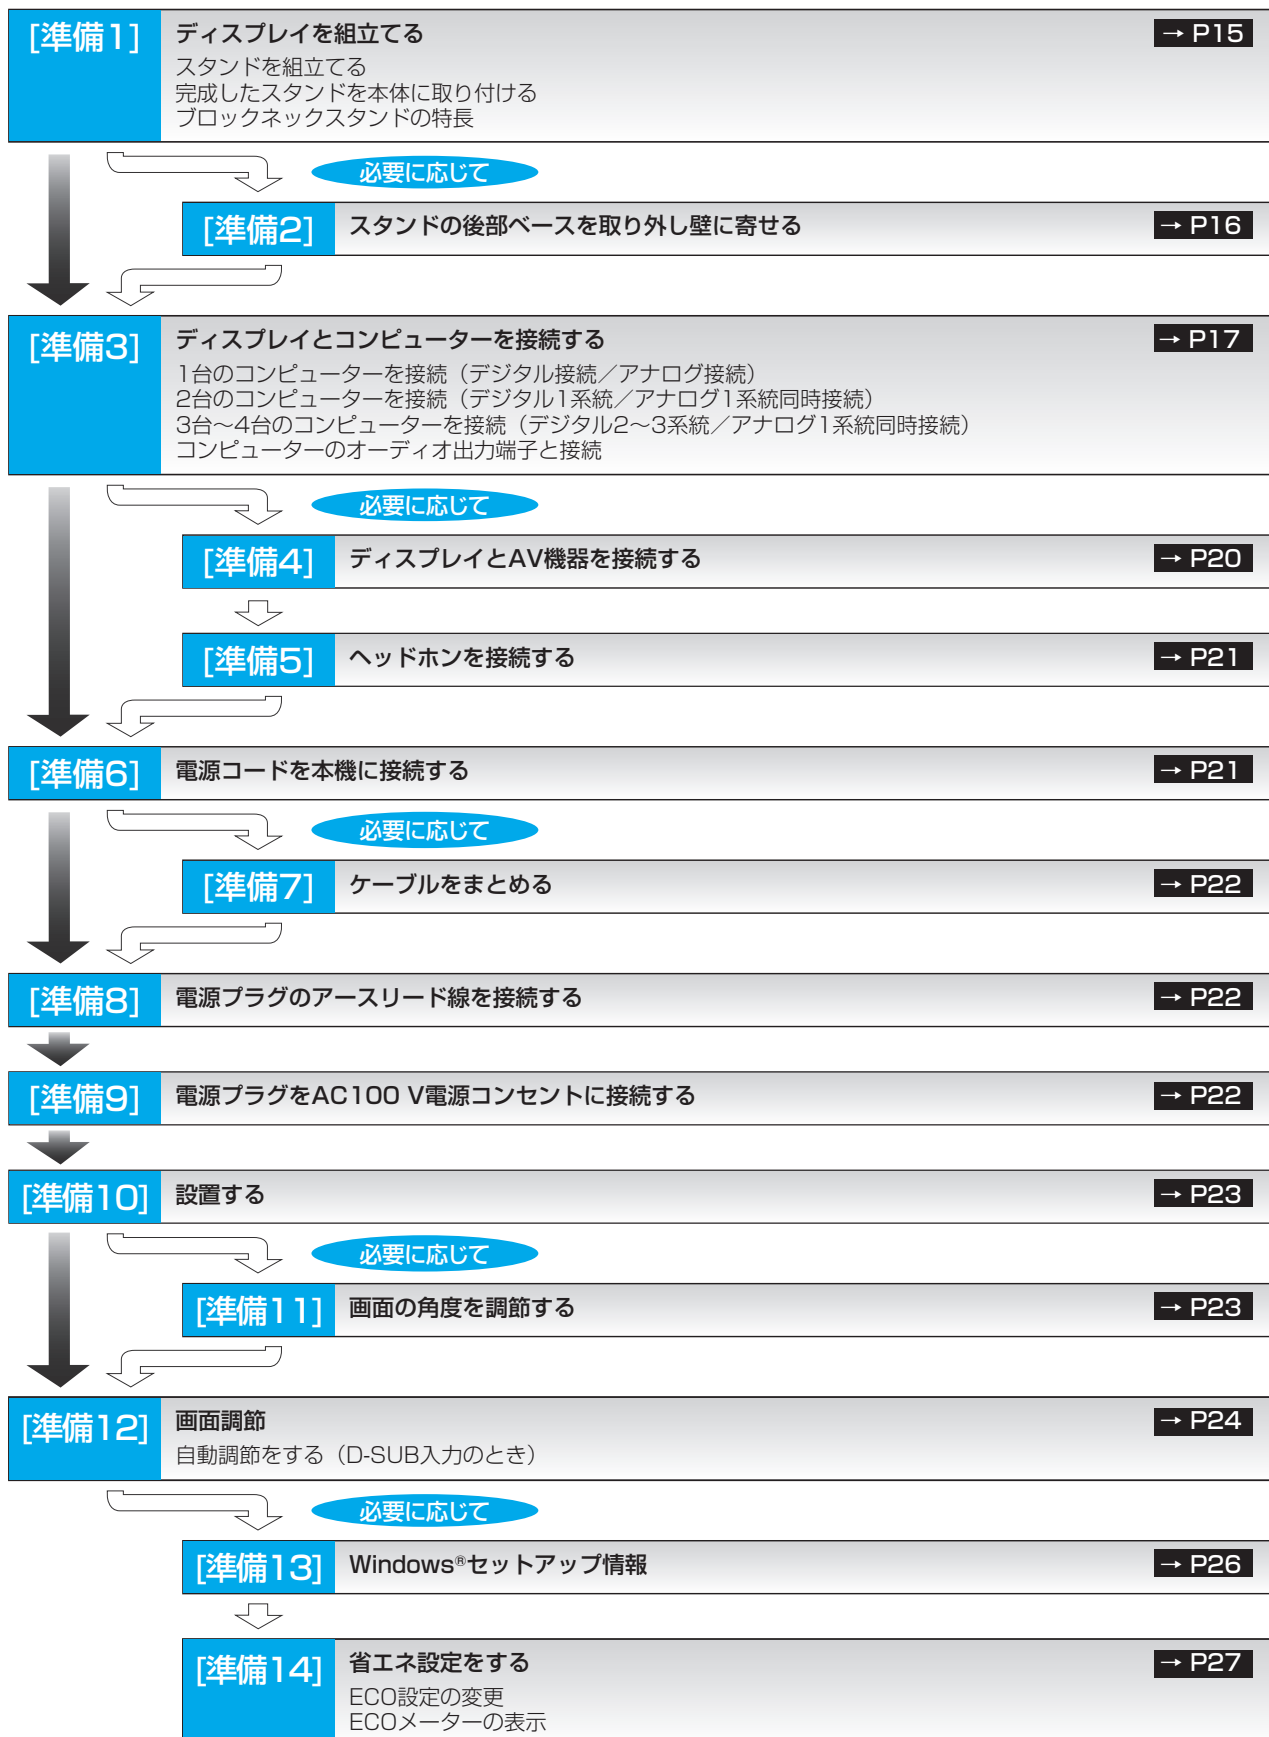 [準備1] ディスプレイを組立てる → P15
スタンドを組立てる
完成したスタンドを本体に取り付ける
ブロックネックスタンドの特長
必要に応じて
[準備2] スタンドの後部ベースを取り外し壁に寄せる → P16
[準備3] ディスプレイとコンピューターを接続する → P17
1台のコンピューターを接続（デジタル接続／アナログ接続）
2台のコンピューターを接続（デジタル1系統／アナログ1系統同時接続）
3台～4台のコンピューターを接続（デジタル2～3系統／アナログ1系統同時接続）
コンピューターのオーディオ出力端子と接続
必要に応じて
[準備4] ディスプレイとAV機器を接続する → P20
[準備5] ヘッドホンを接続する → P21
[準備6] 電源コードを本機に接続する → P21
必要に応じて
[準備7] ケーブルをまとめる → P22
[準備8] 電源プラグのアースリード線を接続する → P22
[準備9] 電源プラグをAC100 V電源コンセントに接続する → P22
[準備10] 設置する → P23
必要に応じて
[準備11] 画面の角度を調節する → P23
[準備12] 画面調節 → P24
自動調節をする（D-SUB入力のとき）
必要に応じて
[準備13] Windows®セットアップ情報 → P26
[準備14] 省エネ設定をする → P27
ECO設定の変更
ECOメーターの表示